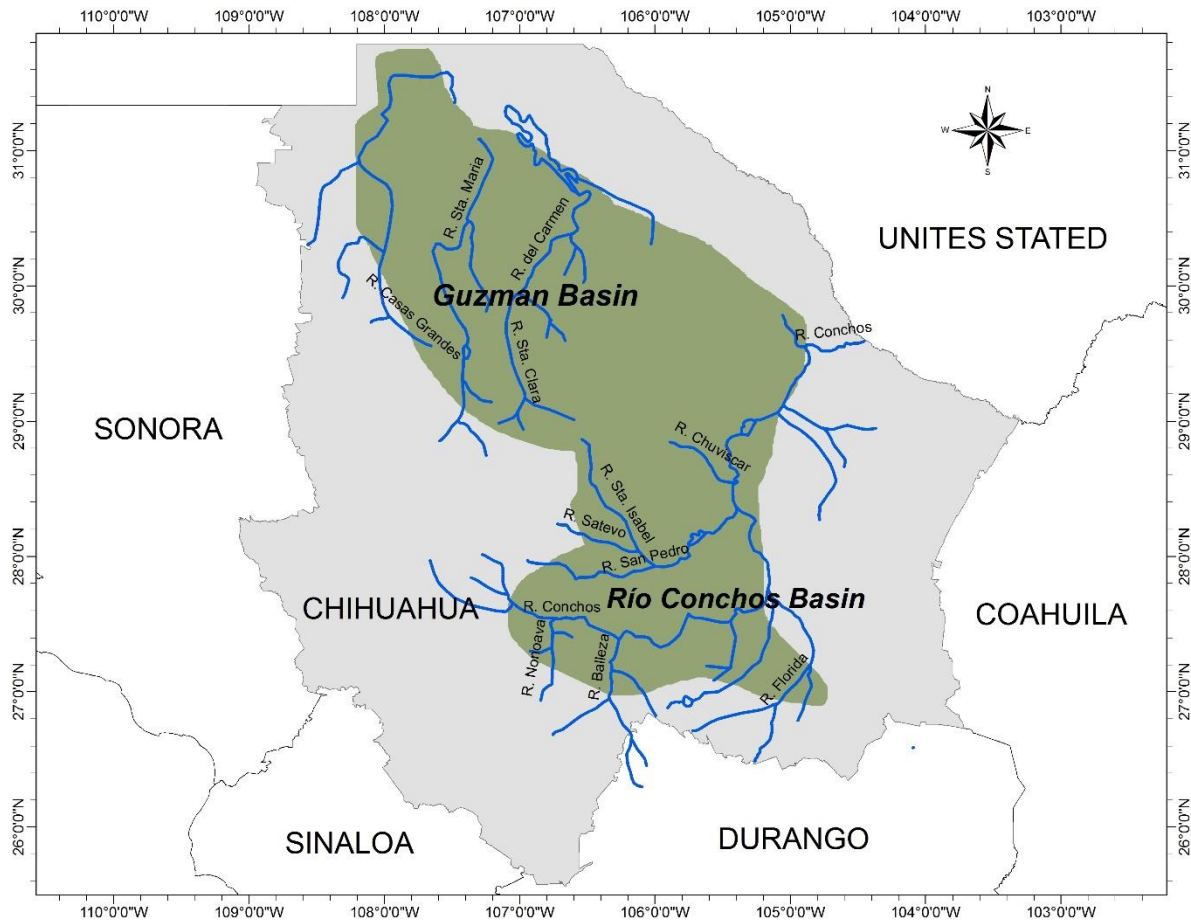 110°0'0"W 109°0'0"W 108°0'0"W 107°0'0"W 106°0'0"W 105°0'0"W 104°0'0"W 103°0'0"W
N
W E
S
31°0'0"N 31°0'0"N
R. Sta. Maria
R. del Carmen
UNITES STATED
30°0'0"N 30°0'0"N
Guzman Basin
R. Casas Grandes
R. Conchos
R. Sta. Clara
29°0'0"N 29°0'0"N
SONORA
R. Chuviscar
R. Sta. Isabel
R. Satevo
28°0'0"N 28°0'0"N
R. San Pedro
CHIHUAHUA
R. Conchos
Río Conchos Basin
COAHUILA
R. Nonoava
R. Balleza
R. Florida
27°0'0"N 27°0'0"N
26°0'0"N 26°0'0"N
SINALOA
DURANGO
110°0'0"W 109°0'0"W 108°0'0"W 107°0'0"W 106°0'0"W 105°0'0"W 104°0'0"W 103°0'0"W